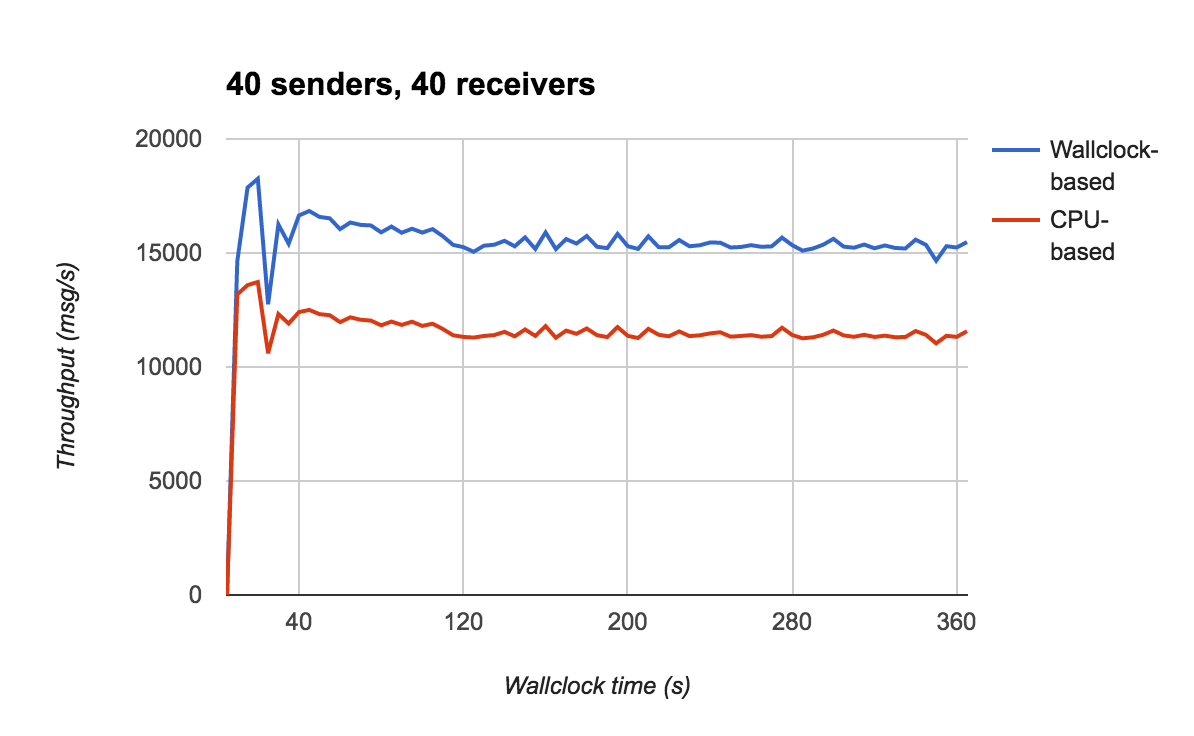 40 senders, 40 receivers
20000
15000
10000
5000
0
Throughput (msg/s)
40 120 200 280 360
Wallclock time (s)
Wallclock-
based
CPU-
based